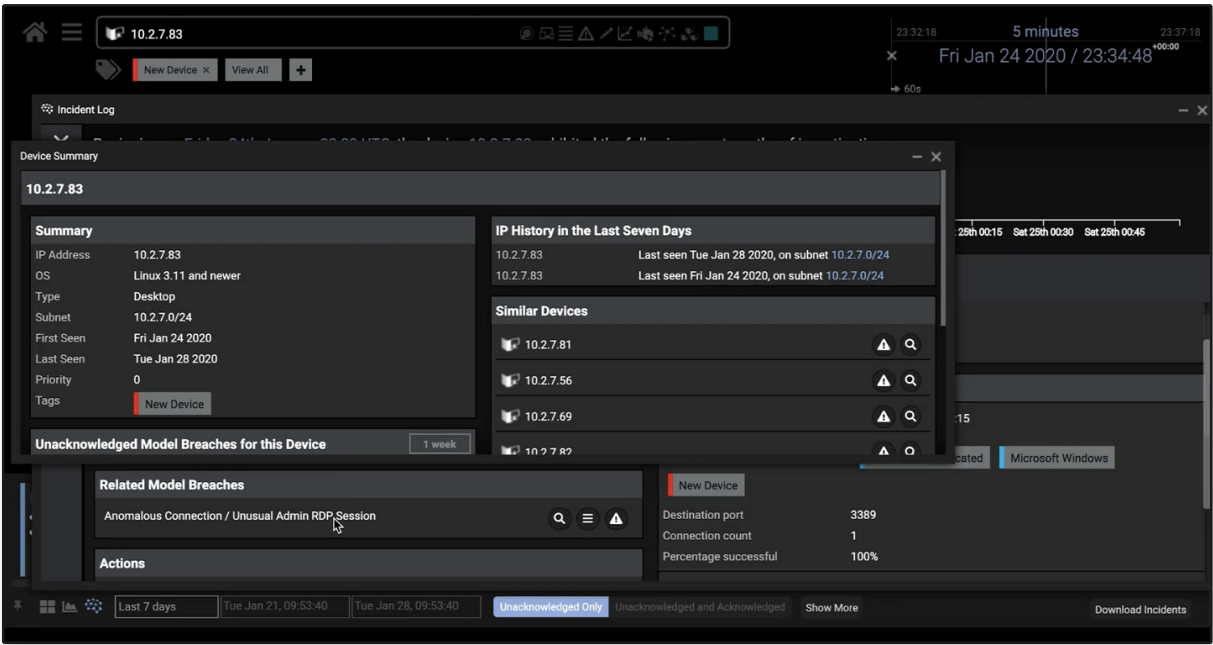 10.2.7.83
23:32:18
5 minutes
23:37:18
Fri Jan 24 2020 / 23:34:48 +00:00
60s
New Device ×
View All
+
Incident Log
Device Summary
10.2.7.83
Summary
IP Address 10.2.7.83
OS Linux 3.11 and newer
Type Desktop
Subnet 10.2.7.0/24
First Seen Fri Jan 24 2020
Last Seen Tue Jan 28 2020
Priority 0
Tags New Device
Unacknowledged Model Breaches for this Device 1 week
IP History in the Last Seven Days
10.2.7.83 Last seen Tue Jan 28 2020, on subnet 10.2.7.0/24
10.2.7.83 Last seen Fri Jan 24 2020, on subnet 10.2.7.0/24
Similar Devices
10.2.7.81
10.2.7.56
10.2.7.69
10.2.7.82
25th 00:15 Sat 25th 00:30 Sat 25th 00:45
:15
cated Microsoft Windows
New Device
Destination port 3389
Connection count 1
Percentage successful 100%
Related Model Breaches
Anomalous Connection / Unusual Admin RDP Session
Actions
Last 7 days
Tue Jan 21, 09:53:40
Tue Jan 28, 09:53:40
Unacknowledged Only
Unacknowledged and Acknowledged
Show More
Download Incidents